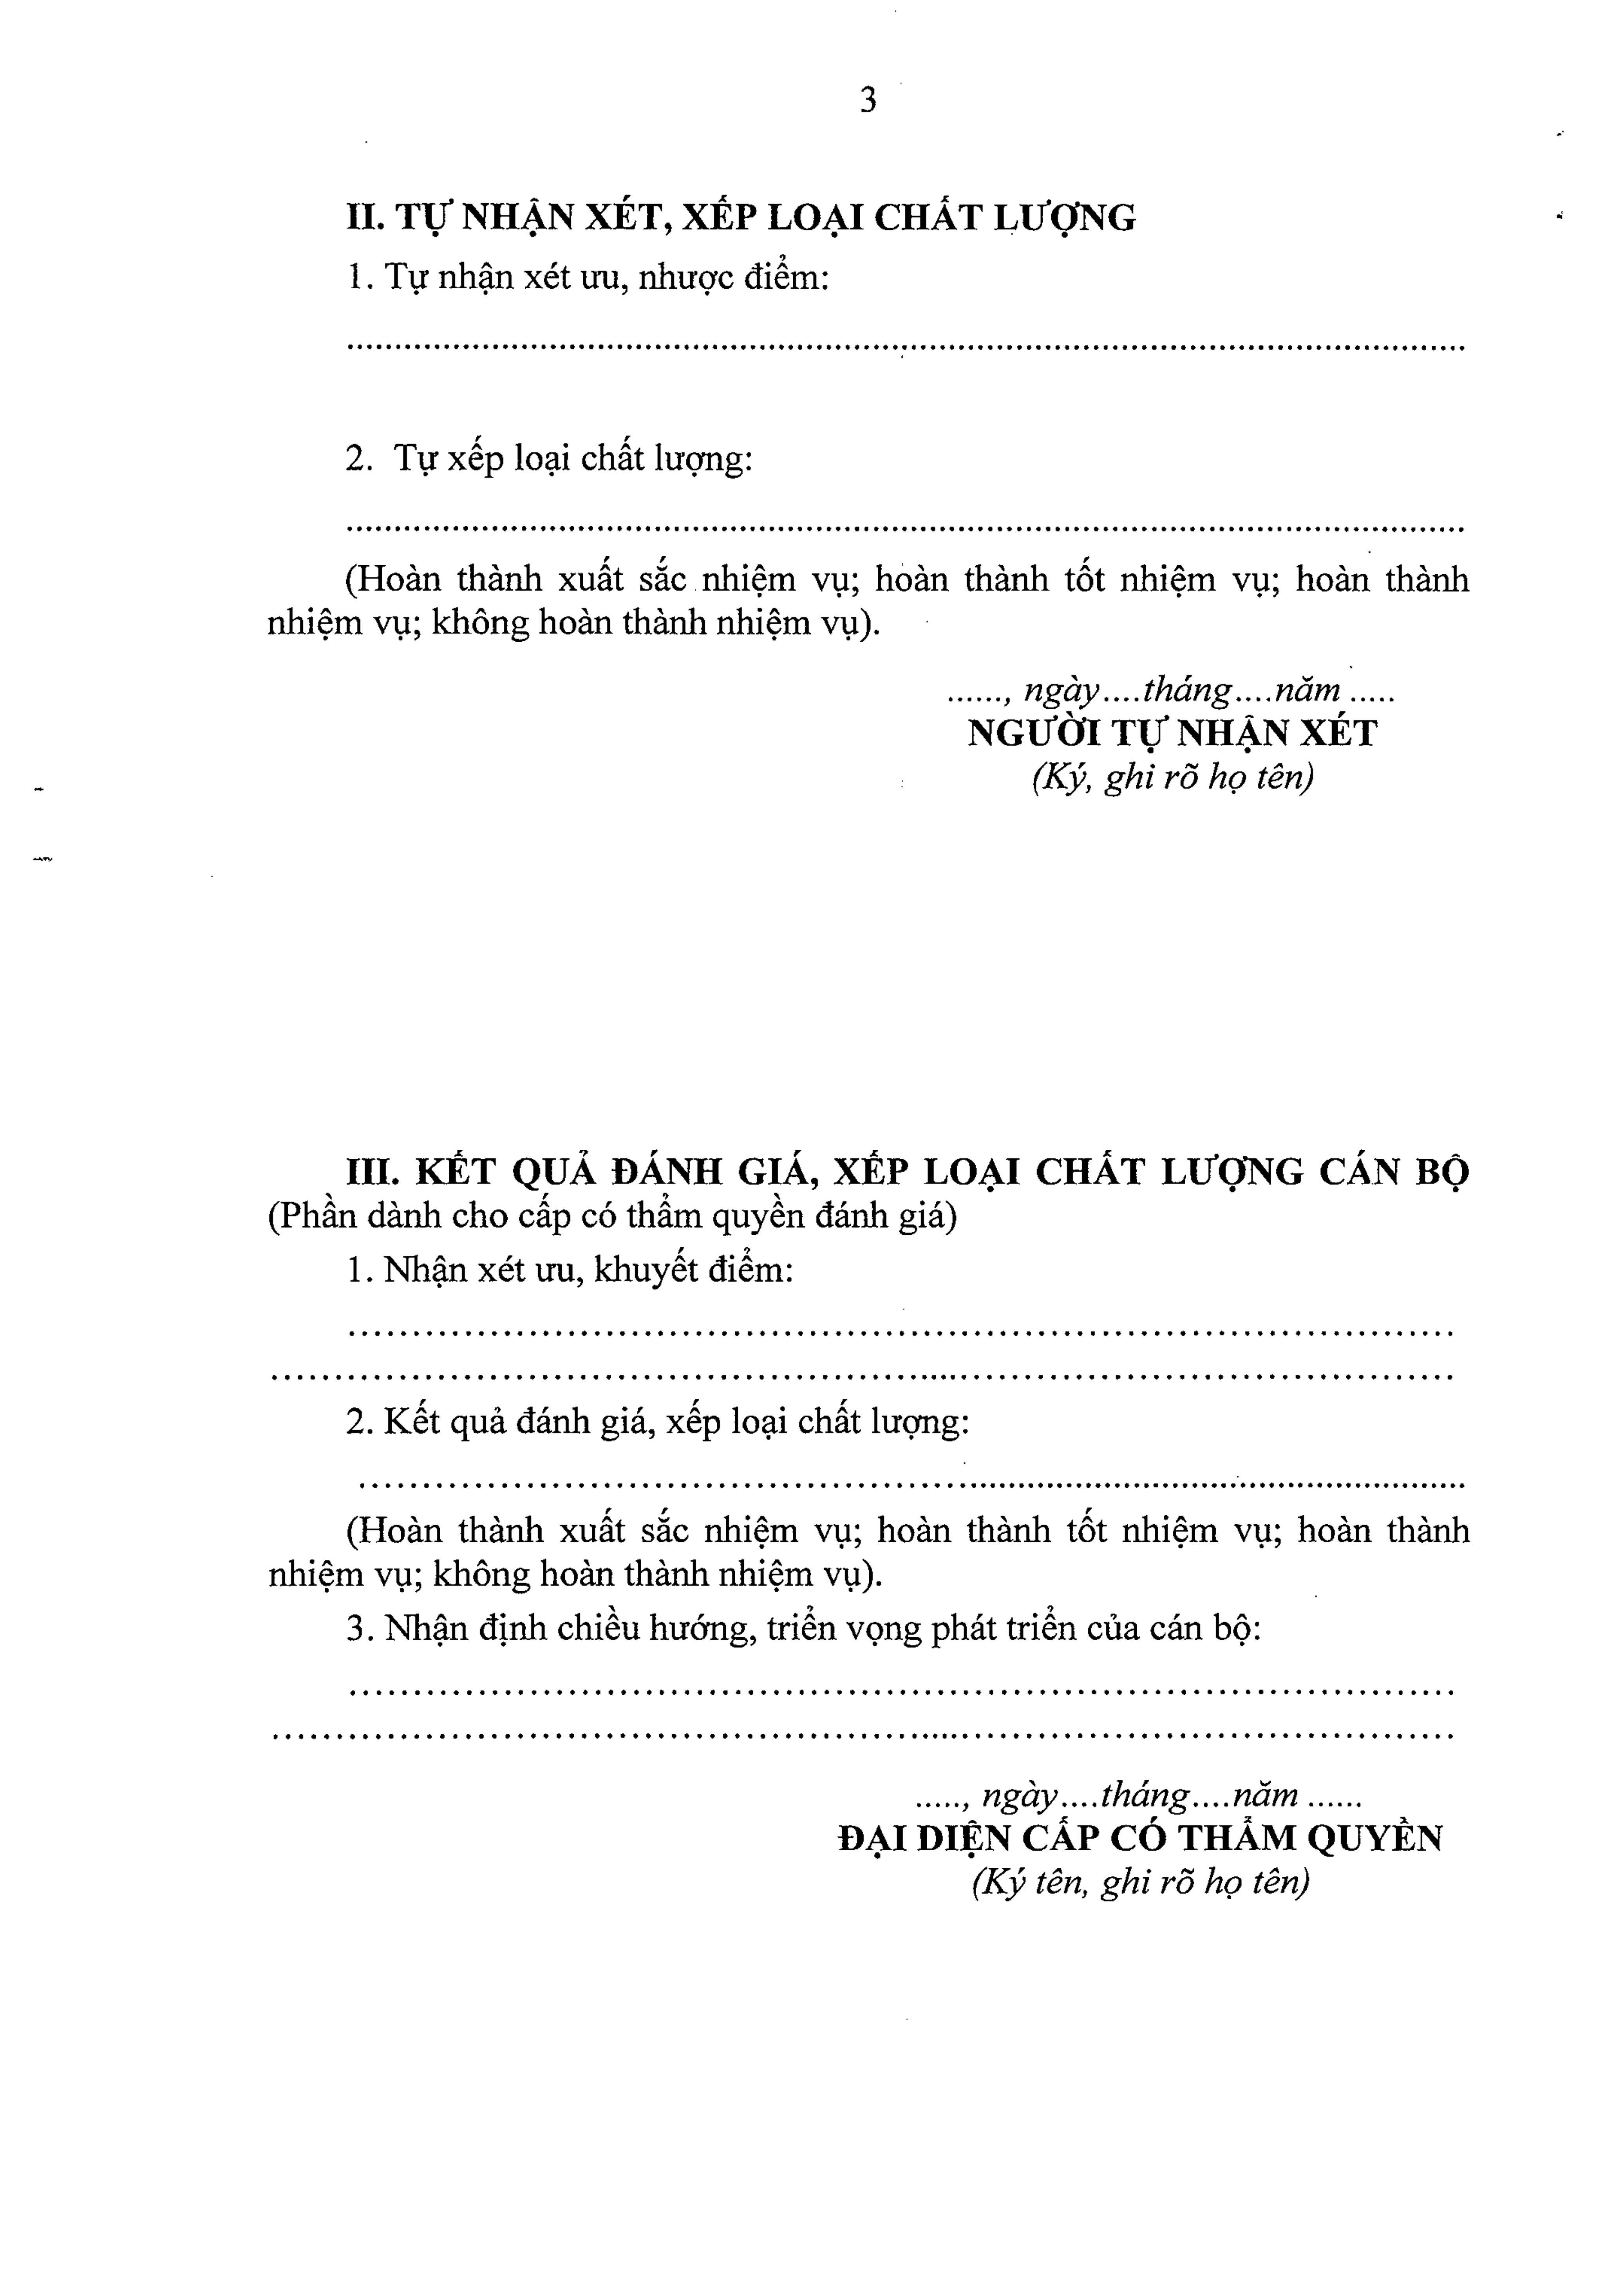 3
II. TỰ NHẬN XÉT, XẾP LOẠI CHẤT LƯỢNG
1. Tự nhận xét ưu, nhược điểm:
....................................................................................................................
2. Tự xếp loại chất lượng:
....................................................................................................................
(Hoàn thành xuất sắc nhiệm vụ; hoàn thành tốt nhiệm vụ; hoàn thành
nhiệm vụ; không hoàn thành nhiệm vụ).
......, ngày....tháng....năm .....
NGƯỜI TỰ NHẬN XÉT
(Ký, ghi rõ họ tên)
III. KẾT QUẢ ĐÁNH GIÁ, XẾP LOẠI CHẤT LƯỢNG CÁN BỘ
(Phần dành cho cấp có thẩm quyền đánh giá)
1. Nhận xét ưu, khuyết điểm:
......................................................................................
............................................................................................
2. Kết quả đánh giá, xếp loại chất lượng:
....................................................................................................
(Hoàn thành xuất sắc nhiệm vụ; hoàn thành tốt nhiệm vụ; hoàn thành
nhiệm vụ; không hoàn thành nhiệm vụ).
3. Nhận định chiều hướng, triển vọng phát triển của cán bộ:
......................................................................................
............................................................................................
....., ngày....tháng....năm ......
ĐẠI DIỆN CẤP CÓ THẨM QUYỀN
(Ký tên, ghi rõ họ tên)